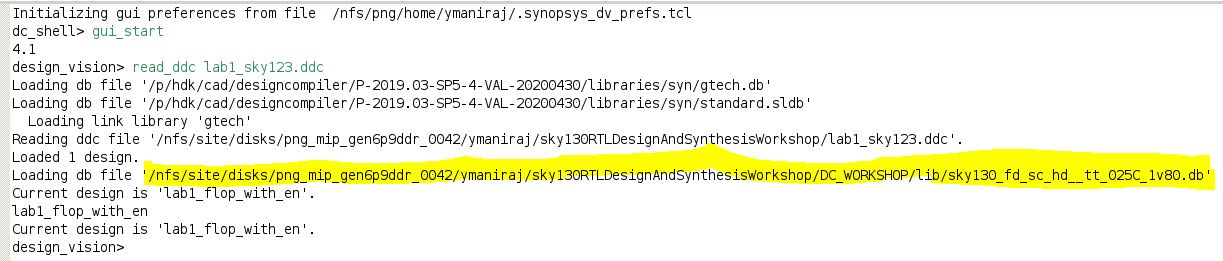 Initializing gui preferences from file  /nfs/png/home/ymaniraj/.synopsys_dv_prefs.tcl
dc_shell> gui_start
4.1
design_vision> read_ddc lab1_sky123.ddc
Loading db file '/p/hdk/cad/designcompiler/P-2019.03-SP5-4-VAL-20200430/libraries/syn/gtech.db'
Loading db file '/p/hdk/cad/designcompiler/P-2019.03-SP5-4-VAL-20200430/libraries/syn/standard.sldb'
  Loading link library 'gtech'
Reading ddc file '/nfs/site/disks/png_mip_gen6p9ddr_0042/ymaniraj/sky130RTLDesignAndSynthesisWorkshop/lab1_sky123.ddc'.
Loaded 1 design.
Loading db file '/nfs/site/disks/png_mip_gen6p9ddr_0042/ymaniraj/sky130RTLDesignAndSynthesisWorkshop/DC_WORKSHOP/lib/sky130_fd_sc_hd__tt_025C_1v80.db'
Current design is 'lab1_flop_with_en'.
lab1_flop_with_en
Current design is 'lab1_flop_with_en'.
design_vision>